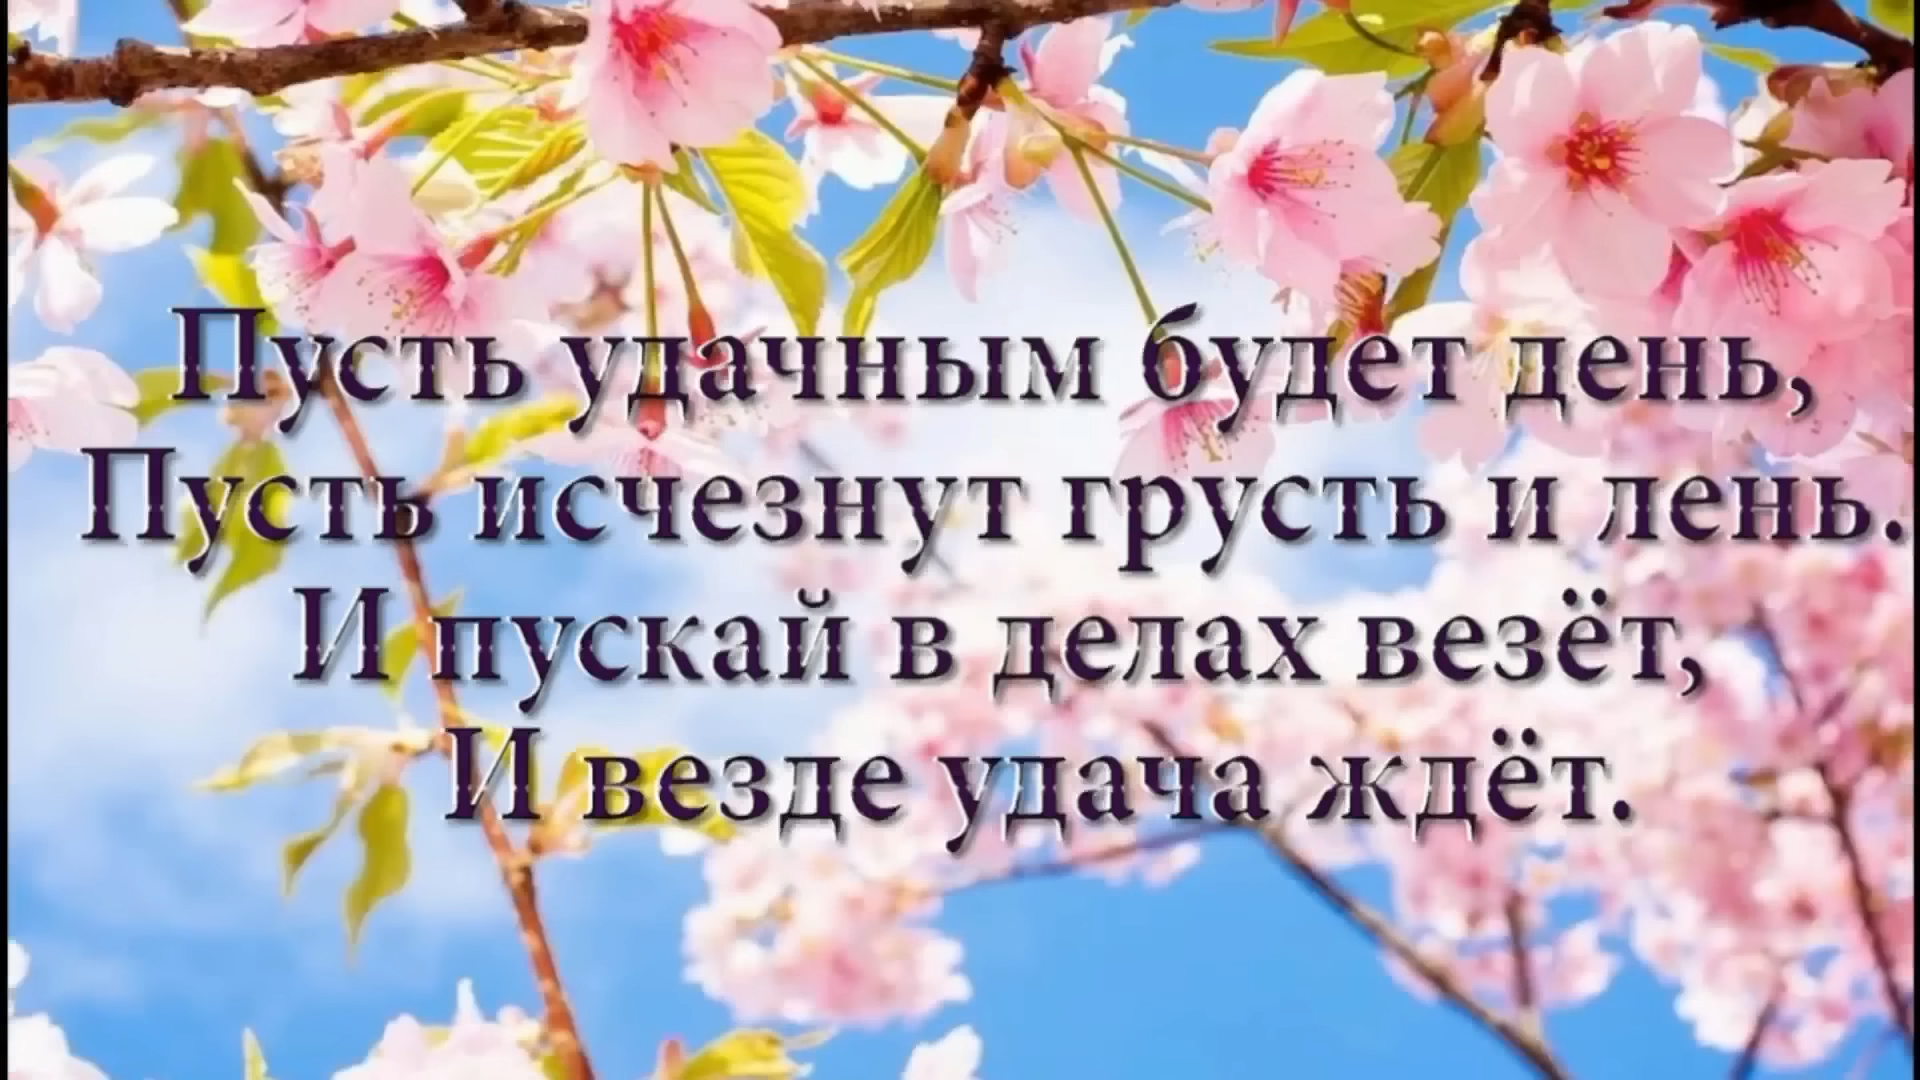 Пусть удачным будет день,
Пусть исчезнут грусть и лень.
И пускай в делах везёт,
И везде удача ждёт.